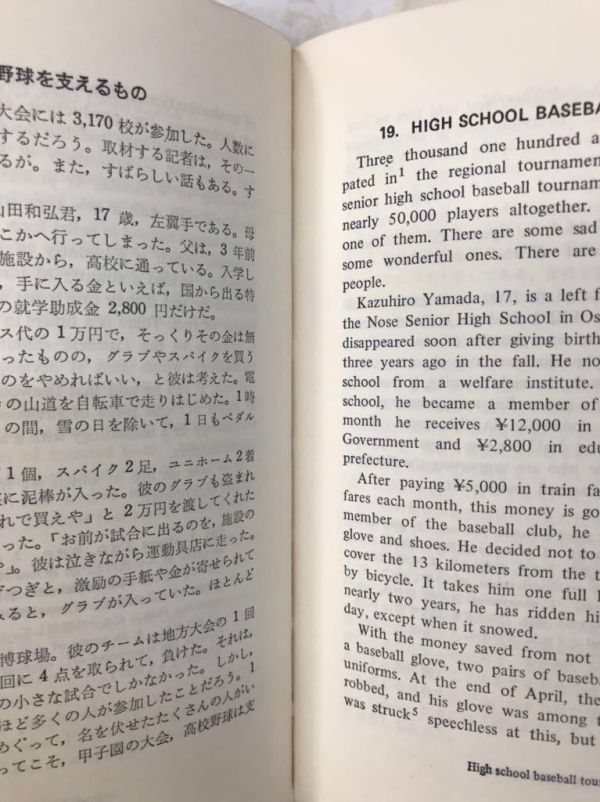 野球を支えるもの
大会には 3,170 校が参加した。人数に
するだろう。取材する記者は，その一
るが。また，すばらしい話もある。す
山田和弘君，17 歳，左翼手である。母
こかへ行ってしまった。父は，3 年前
施設から，高校に通っている。入学し
，手に入る金といえば，国から出る特
の就学助成金 2,800 円だけだ。
ス代の 1 万円で，そっくりその金は無
ったものの，グラブやスパイクを買う
のをやめればいい，と彼は考えた。電
の山道を自転車で走りはじめた。1時
の間，雪の日を除いて，1 日もペダル
1 個，スパイク 2 足，ユニホーム 2 着
に泥棒が入った。彼のグラブも盗まれ
れで買えや」と 2 万円を渡してくれた
った。「お前が試合に出るのを，施設の
や」。彼は泣きながら運動具店に走った。
ぎつぎと，激励の手紙や金が寄せられて
みると，グラブが入っていた。ほとんど
博球場。彼のチームは地方大会の 1 回
回に 4 点を取られて，負けた。それは，
の小さな試合でしかなかった。しかし，
ほど多くの人が参加したことだろう。1
めぐって，名を伏せたたくさんの人がい
ってこそ，甲子園の大会，高校野球は支
19. HIGH SCHOOL BASEBA
Three thousand one hundred a
pated in¹ the regional tournamen
senior high school baseball tournam
nearly 50,000 players altogether.
one of them. There are some sad
some wonderful ones. There are
people.
Kazuhiro Yamada, 17, is a left f
the Nose Senior High School in Os
disappeared soon after giving birth
three years ago in the fall. He no
school from a welfare institute.
school, he became a member of
month he receives ¥12,000 in
Government and ¥2,800 in edu
prefecture.
After paying ¥5,000 in train fa
fares each month, this money is go
member of the baseball club, he
glove and shoes. He decided not to
cover the 13 kilometers from the t
by bicycle. It takes him one full h
nearly two years, he has ridden hi
day, except when it snowed.
With the money saved from not
a baseball glove, two pairs of baseb
uniforms. At the end of April, the
robbed, and his glove was among t
was struck⁵ speechless at this, but
High school baseball tour